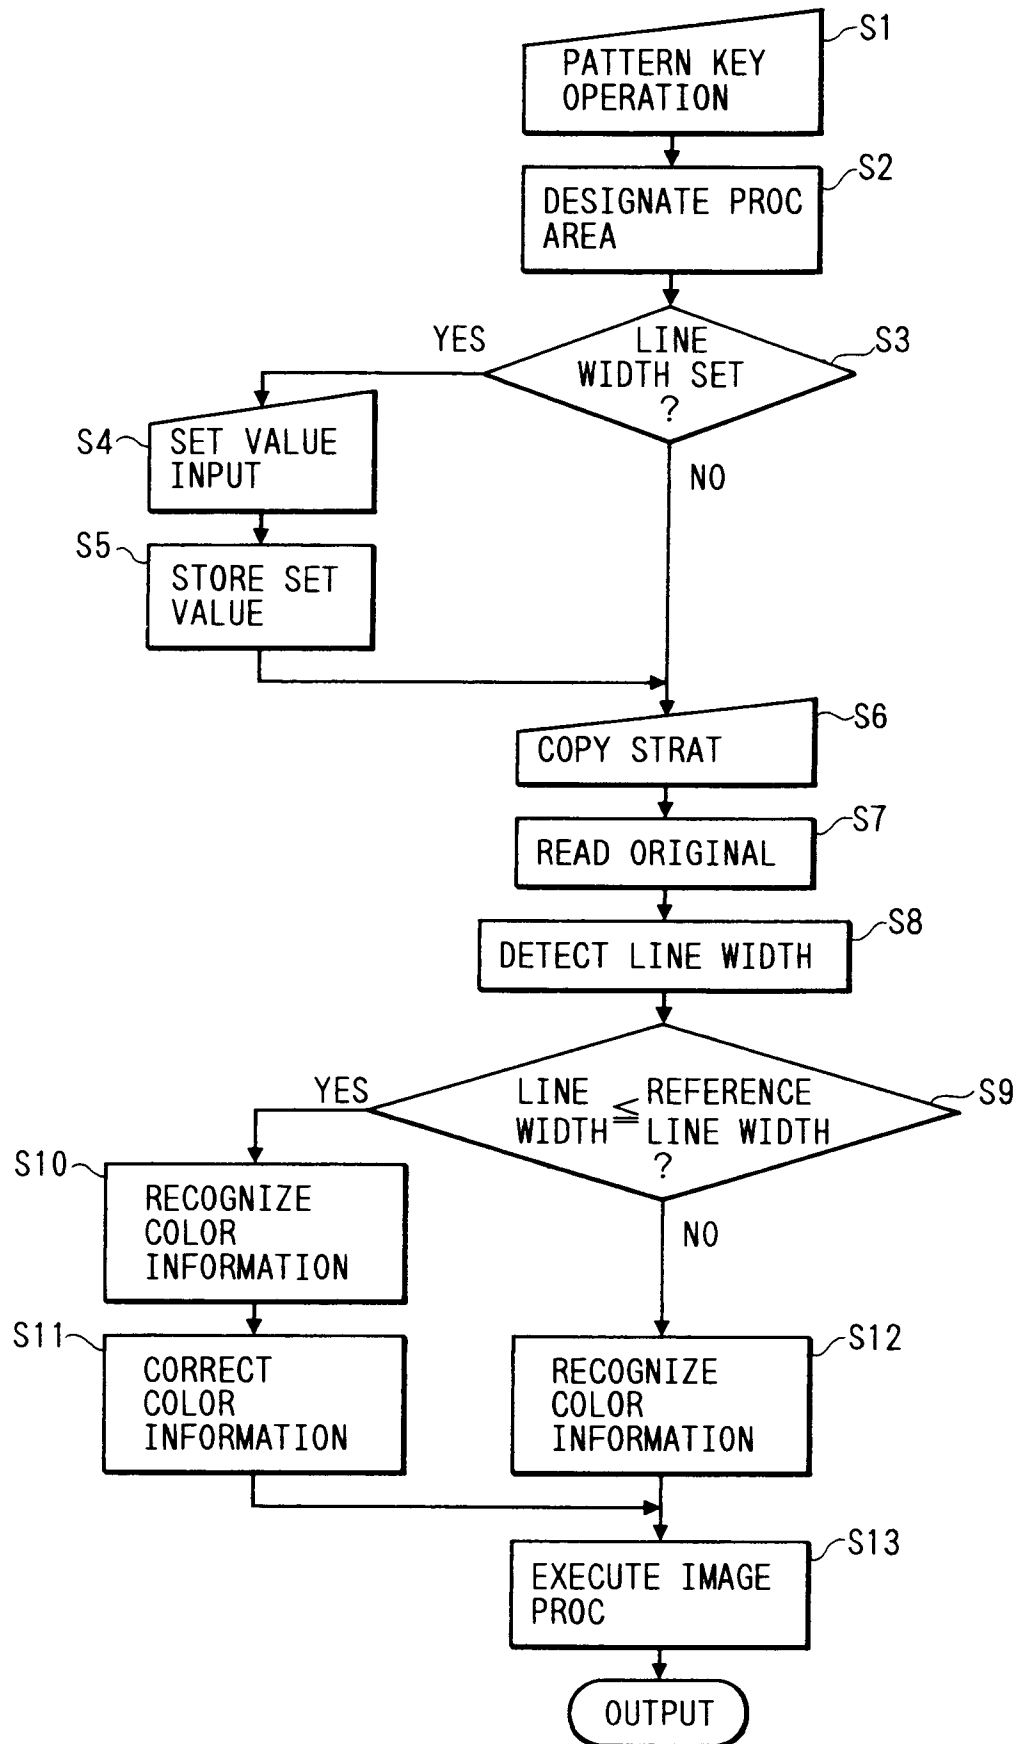 S1
PATTERN KEY
OPERATION
S2
DESIGNATE PROC
AREA
S3
LINE
WIDTH SET
?
YES
NO
S4
SET VALUE
INPUT
S5
STORE SET
VALUE
S6
COPY STRAT
S7
READ ORIGINAL
S8
DETECT LINE WIDTH
S9
LINE WIDTH ≦ REFERENCE LINE WIDTH
?
YES
NO
S10
RECOGNIZE
COLOR
INFORMATION
S11
CORRECT
COLOR
INFORMATION
S12
RECOGNIZE
COLOR
INFORMATION
S13
EXECUTE IMAGE
PROC
OUTPUT